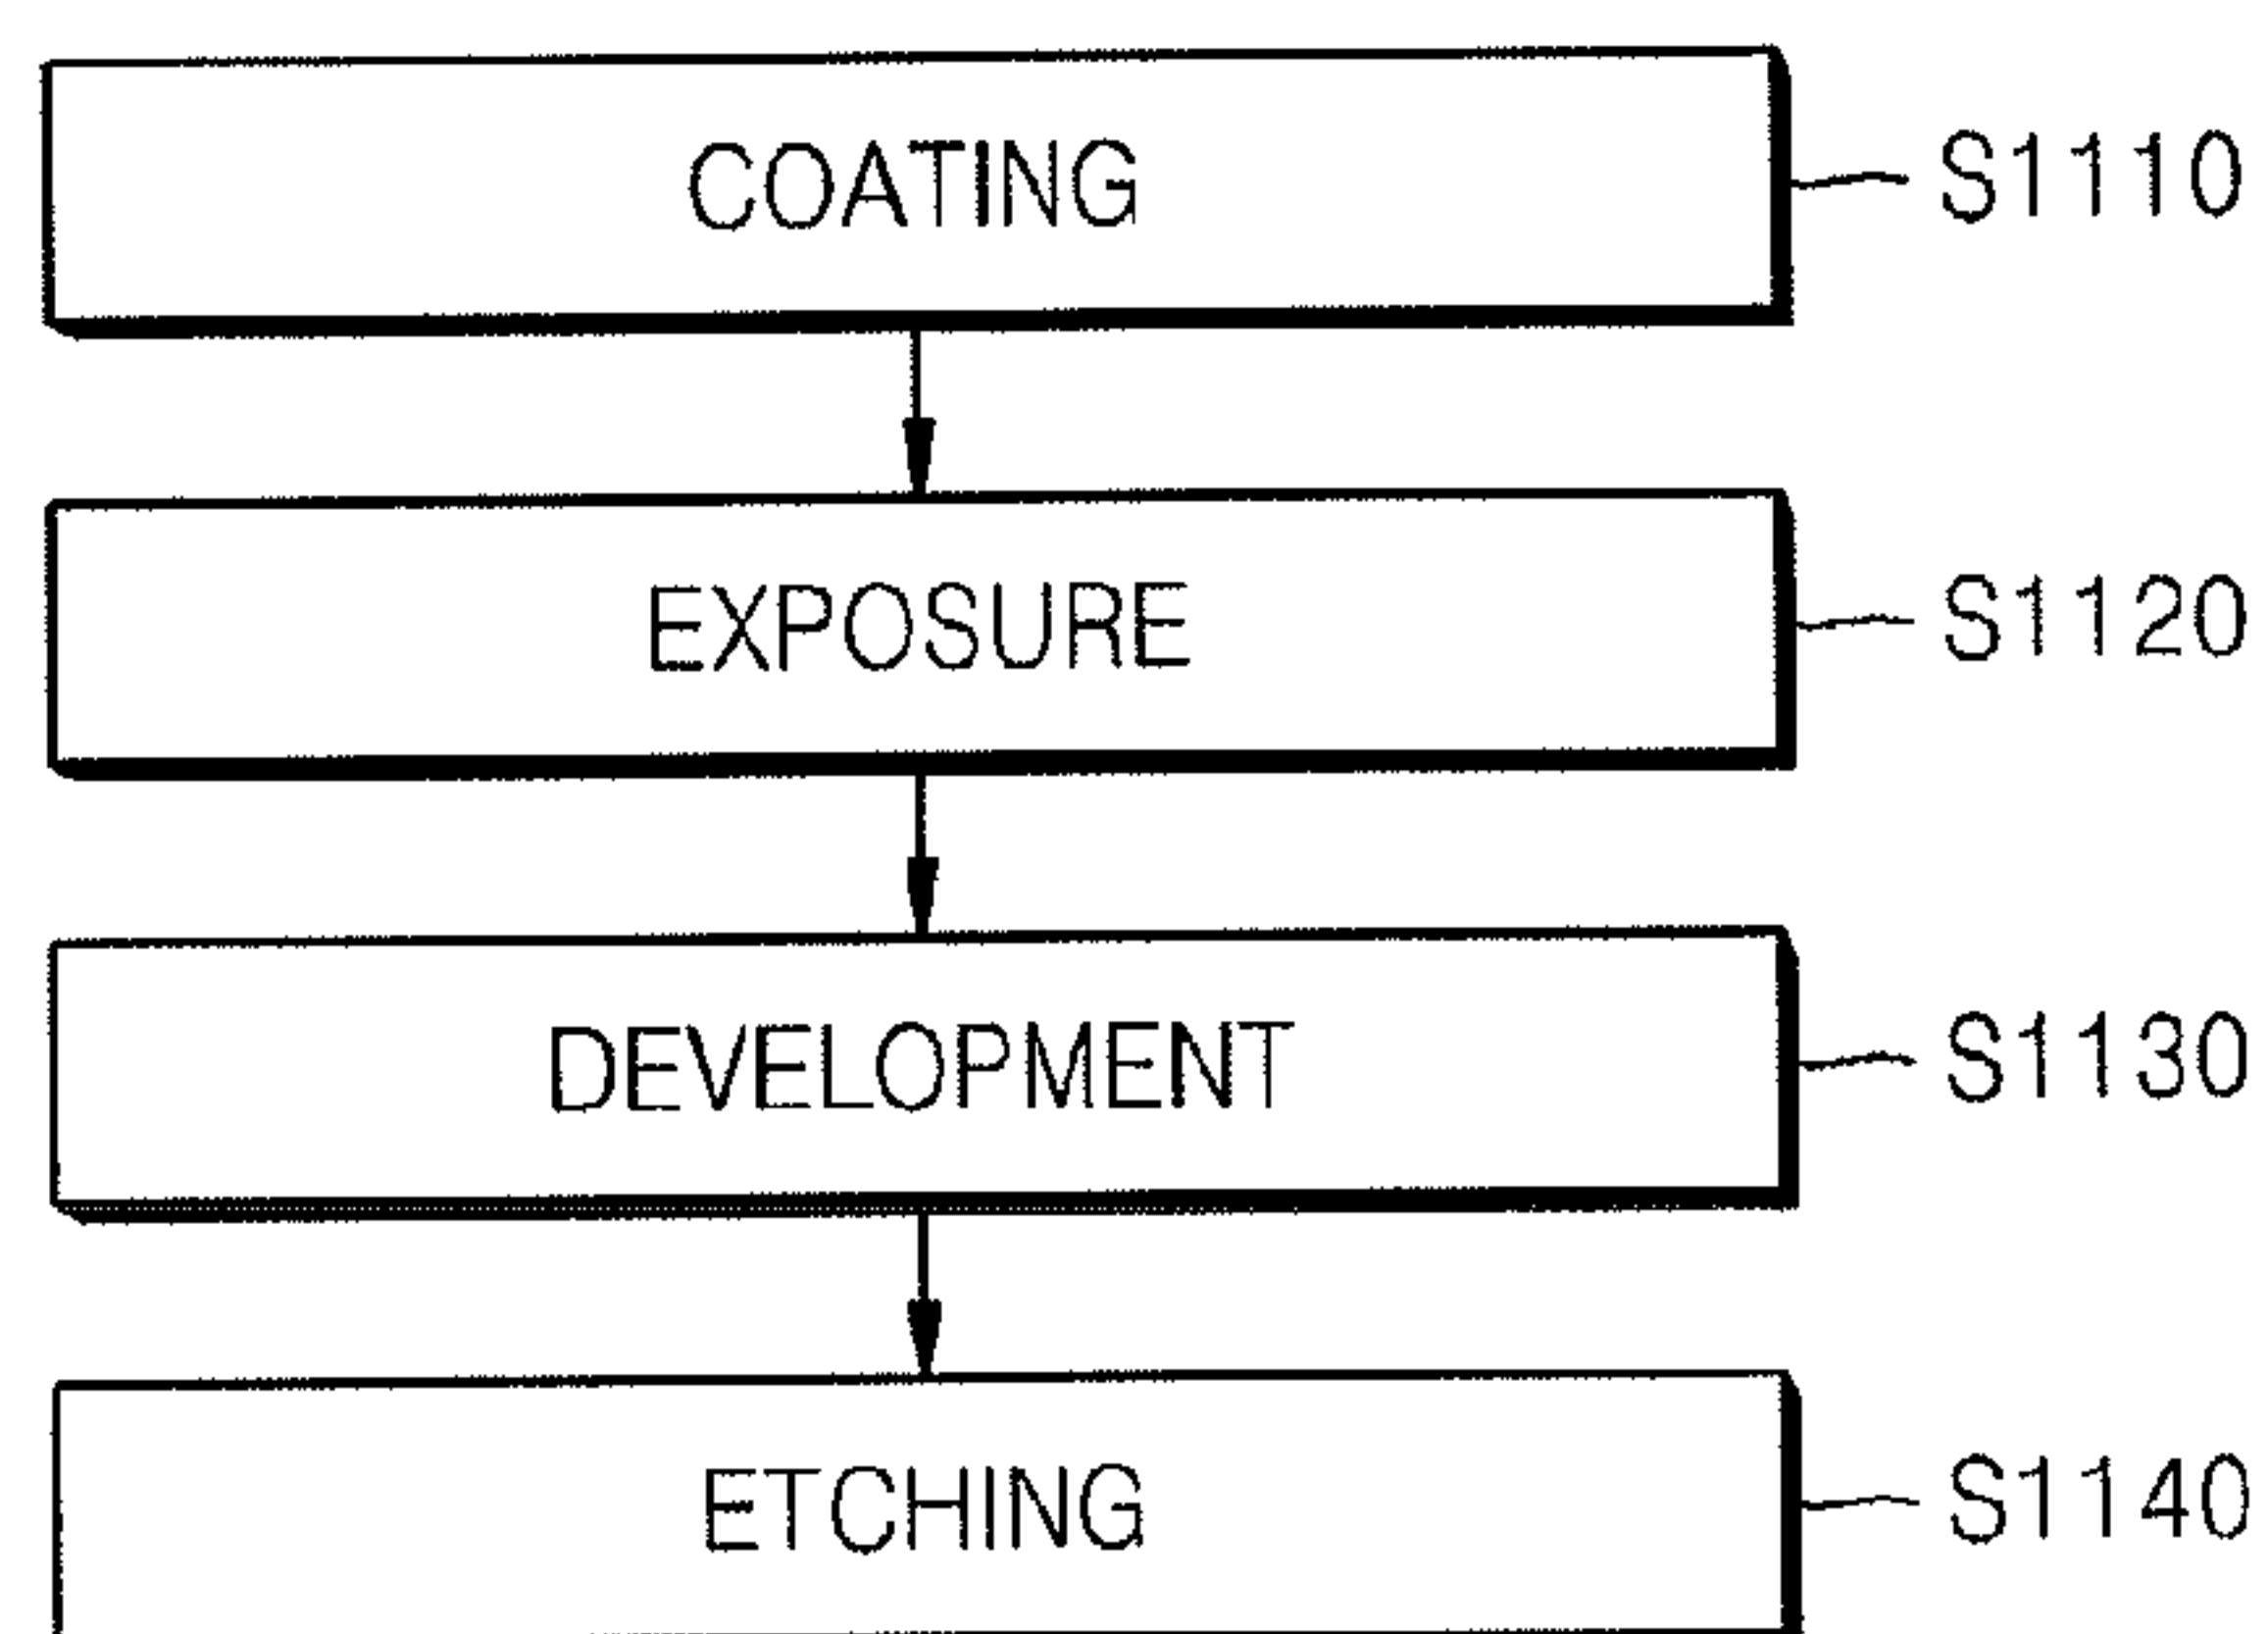 COATING S1110
EXPOSURE S1120
DEVELOPMENT S1130
ETCHING S1140